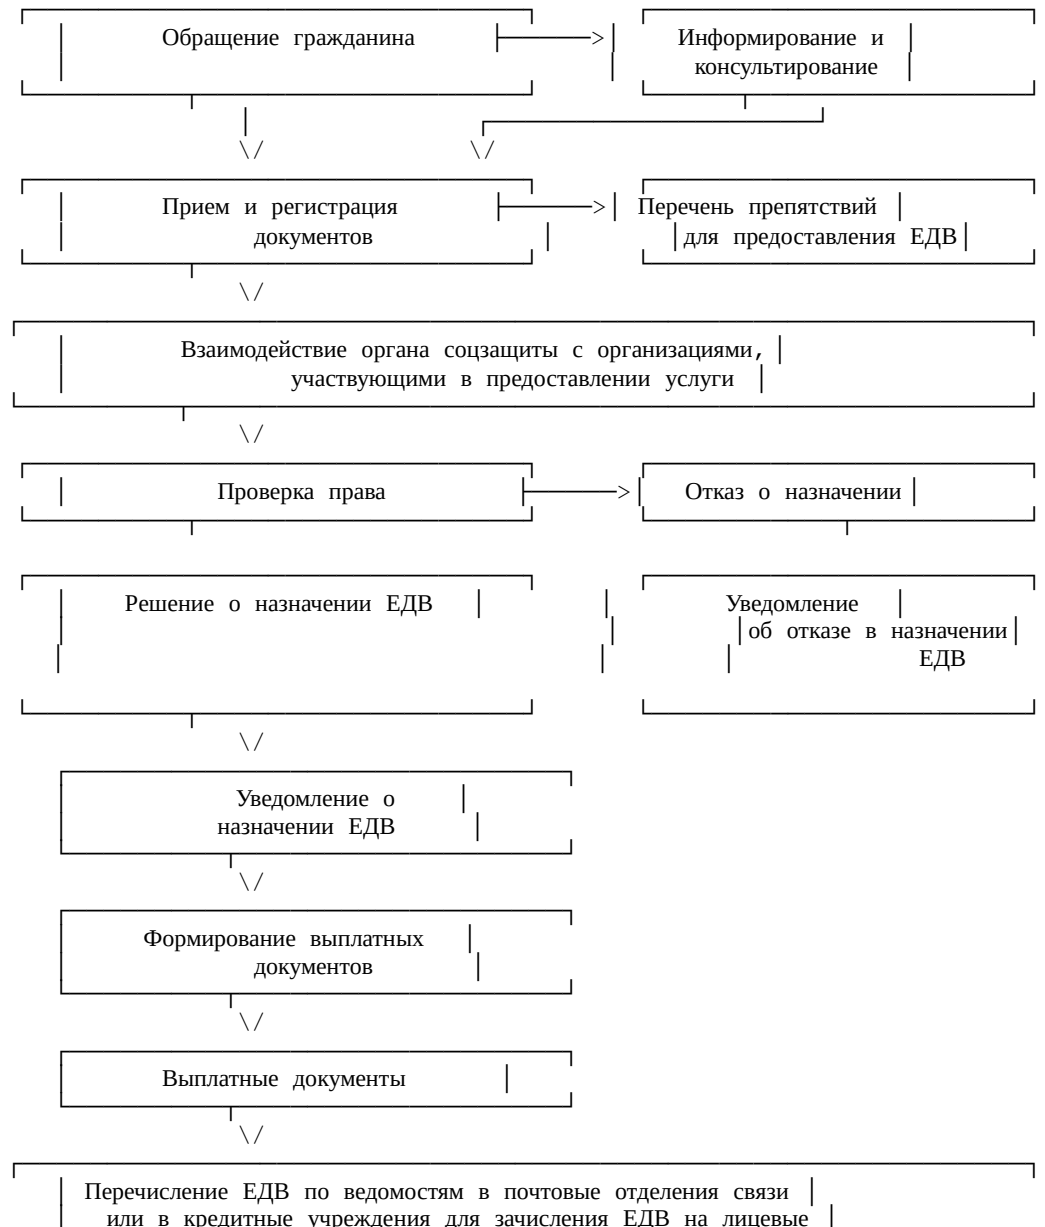 Обращение гражданина
Информирование и
консультирование
Прием и регистрация
документов
Перечень препятствий
для предоставления ЕДВ
Взаимодействие органа соцзащиты с организациями,
участвующими в предоставлении услуги
Проверка права
Отказ о назначении
Решение о назначении ЕДВ
Уведомление
об отказе в назначении
ЕДВ
Уведомление о
назначении ЕДВ
Формирование выплатных
документов
Выплатные документы
Перечисление ЕДВ по ведомостям в почтовые отделения связи
или в кредитные учреждения для зачисления ЕДВ на лицевые